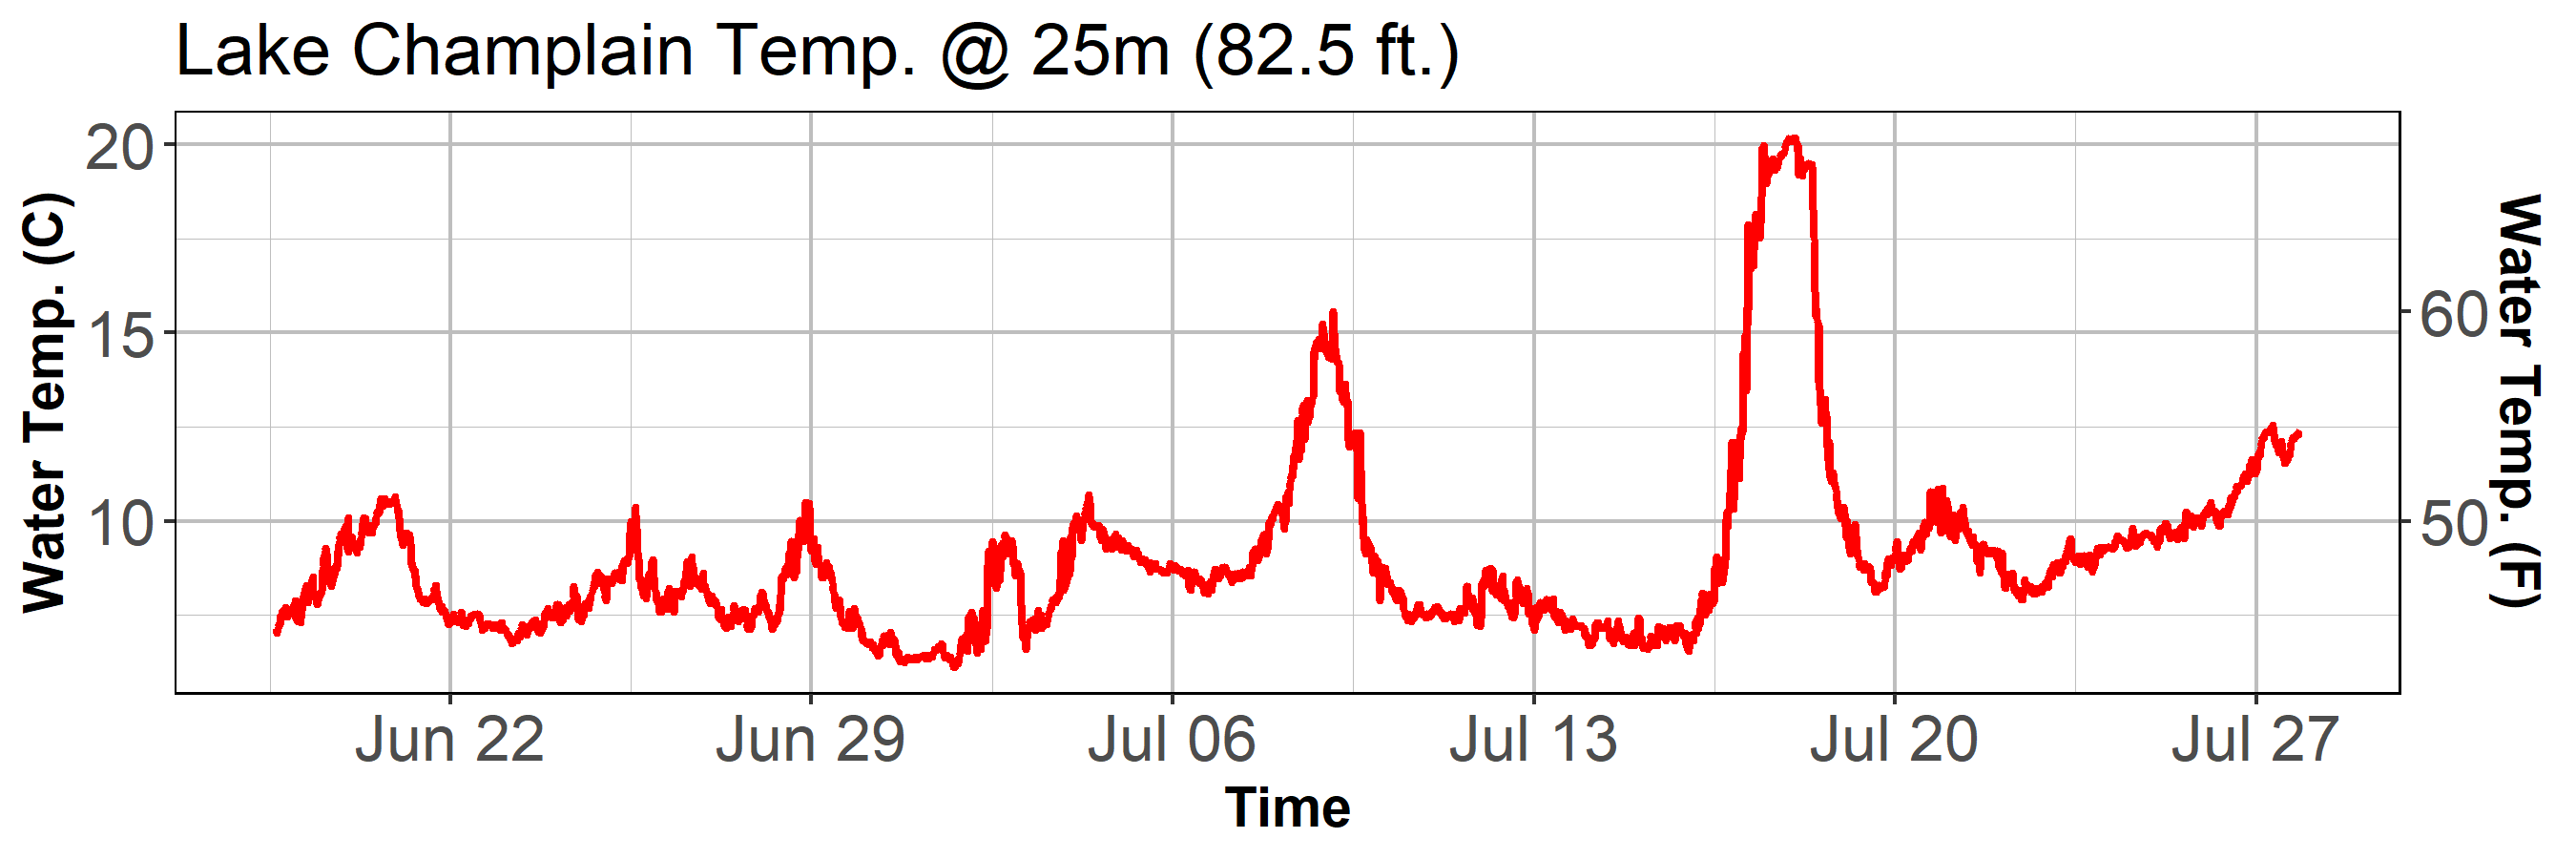 Lake Champlain Temp. @ 25m (82.5 ft.)
Water Temp. (C)
20
15
10
60
50
Water Temp. (F)
Jun 22
Jun 29
Jul 06
Jul 13
Jul 20
Jul 27
Time